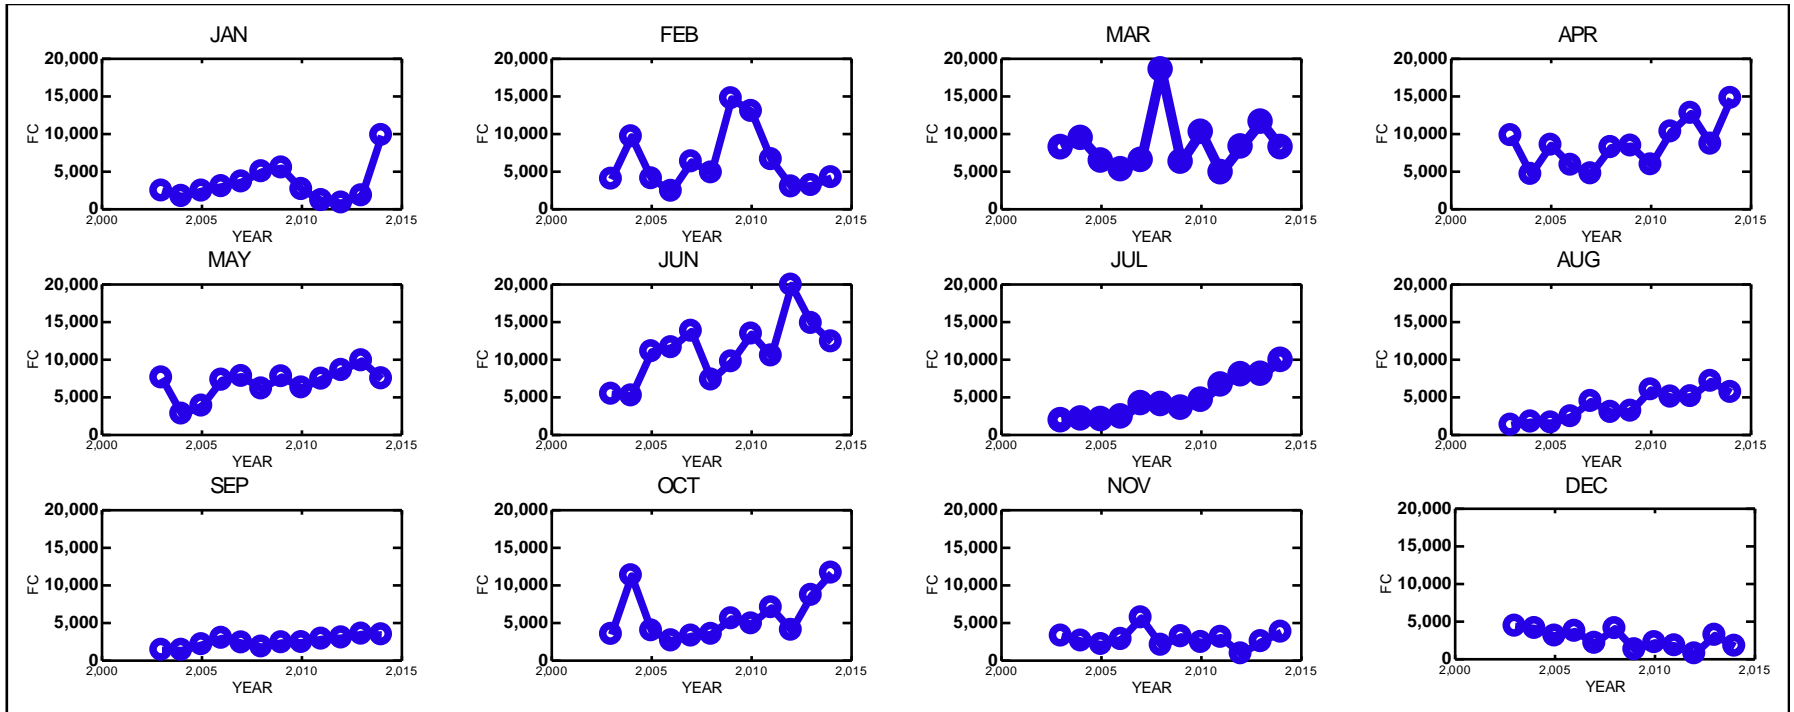 JAN FEB MAR APR
20,000 20,000 20,000 20,000
15,000 15,000 15,000 15,000
FC 10,000 FC 10,000 FC 10,000 FC 10,000
5,000 5,000 5,000 5,000
0 0 0 0
2,000 2,005 2,010 2,015 2,000 2,005 2,010 2,015 2,000 2,005 2,010 2,015 2,000 2,005 2,010 2,015
YEAR YEAR YEAR YEAR
MAY JUN JUL AUG
20,000 20,000 20,000 20,000
15,000 15,000 15,000 15,000
FC 10,000 FC 10,000 FC 10,000 FC 10,000
5,000 5,000 5,000 5,000
0 0 0 0
2,000 2,005 2,010 2,015 2,000 2,005 2,010 2,015 2,000 2,005 2,010 2,015 2,000 2,005 2,010 2,015
YEAR YEAR YEAR YEAR
SEP OCT NOV DEC
20,000 20,000 20,000 20,000
15,000 15,000 15,000 15,000
FC 10,000 FC 10,000 FC 10,000 FC 10,000
5,000 5,000 5,000 5,000
0 0 0 0
2,000 2,005 2,010 2,015 2,000 2,005 2,010 2,015 2,000 2,005 2,010 2,015 2,000 2,005 2,010 2,015
YEAR YEAR YEAR YEAR